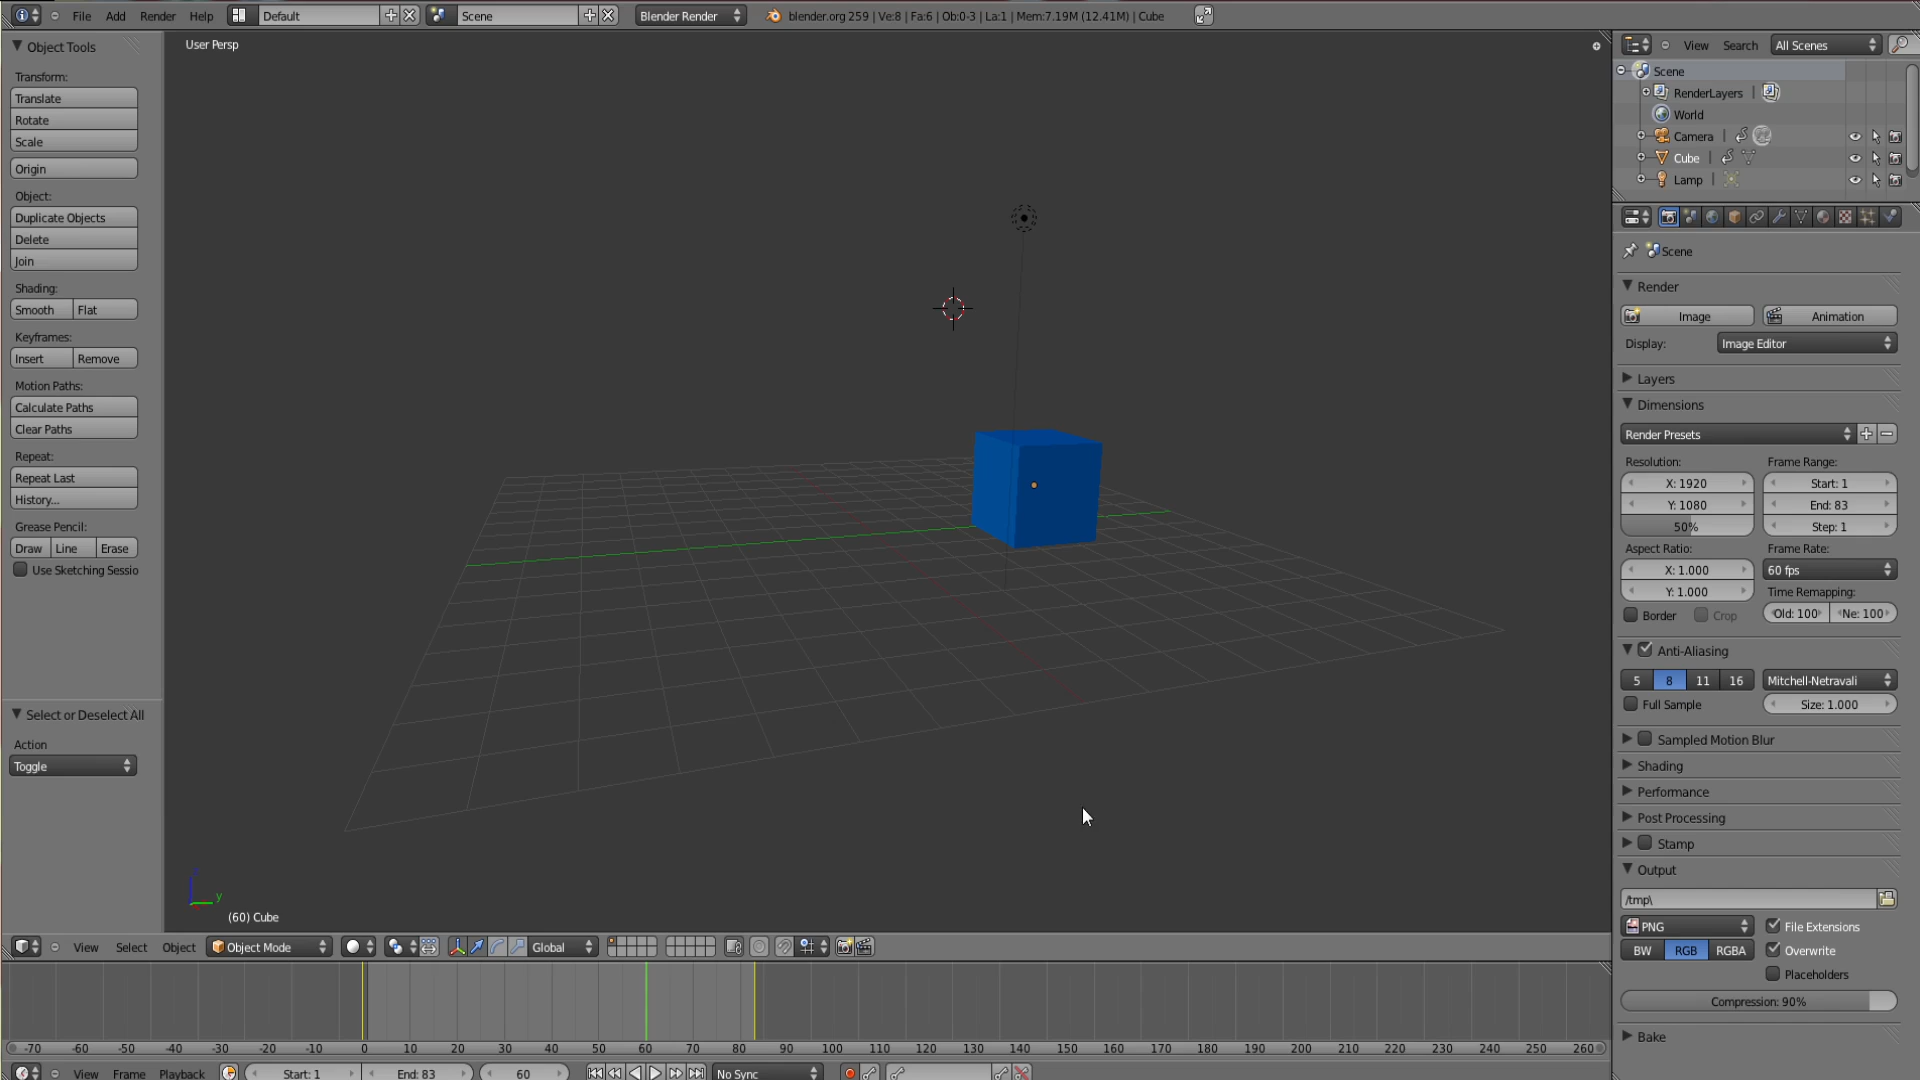 File Add Render Help Default Scene Blender Render blender.org 259 | Ve:8 | Fa:6 | Ob:0-3 | La:1 | Mem:7.19M (12.41M) | Cube
Object Tools
Transform:
Translate
Rotate
Scale
Origin
Object:
Duplicate Objects
Delete
Join
Shading:
Smooth Flat
Keyframes:
Insert Remove
Motion Paths:
Calculate Paths
Clear Paths
Repeat:
Repeat Last
History...
Grease Pencil:
Draw Line Erase
Use Sketching Sessio
Select or Deselect All
Action
Toggle
User Persp
y
(60) Cube
View Select Object Object Mode Global
-70 -60 -50 -40 -30 -20 -10 0 10 20 30 40 50 60 70 80 90 100 110 120 130 140 150 160 170 180 190 200 210 220 230 240 250 260
View Frame Playback Start: 1 End: 83 60 No Sync
View Search All Scenes
Scene
RenderLayers |
World
Camera |
Cube |
Lamp |
Scene
Render
Image Animation
Display: Image Editor
Layers
Dimensions
Render Presets
Resolution: Frame Range:
X: 1920 Start: 1
Y: 1080 End: 83
50% Step: 1
Aspect Ratio: Frame Rate:
X: 1.000 60 fps
Y: 1.000 Time Remapping:
Border Crop Old: 100 Ne: 100
Anti-Aliasing
5 8 11 16 Mitchell-Netravali
Full Sample Size: 1.000
Sampled Motion Blur
Shading
Performance
Post Processing
Stamp
Output
/tmp\
PNG File Extensions
BW RGB RGBA Overwrite
Placeholders
Compression: 90%
Bake